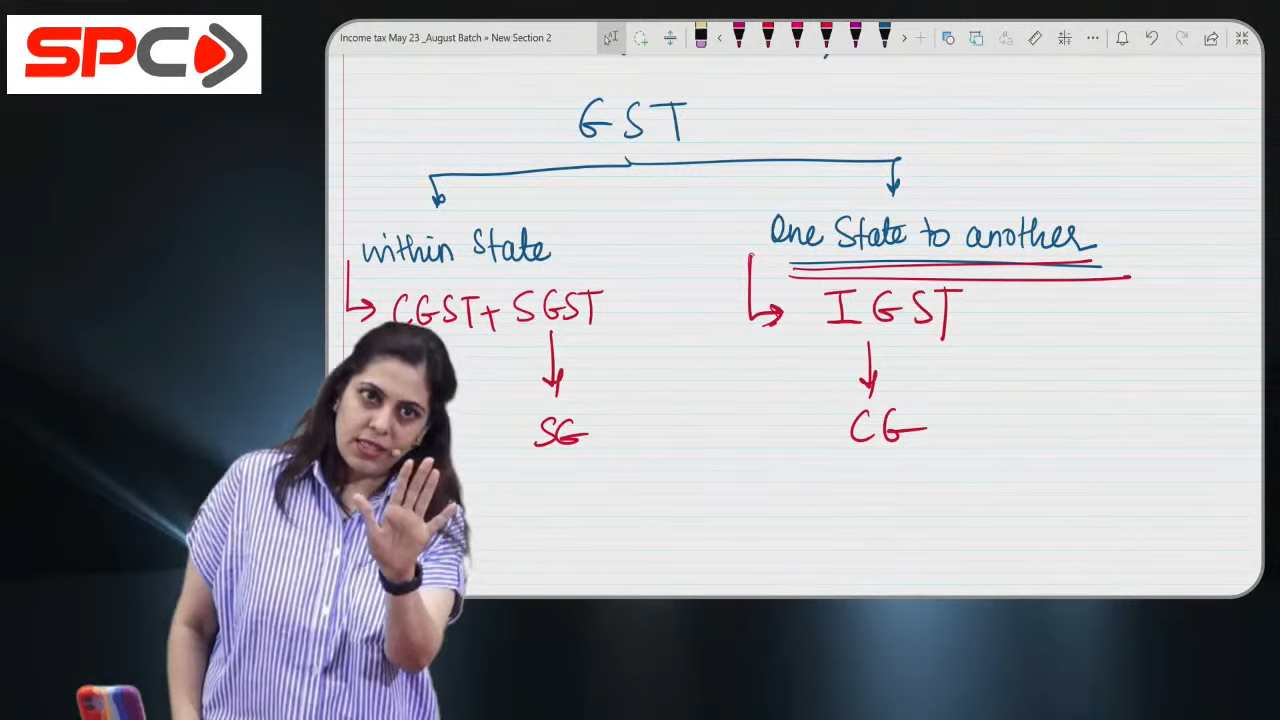 SPC
Income tax May 23 _August Batch » New Section 2
GST
within State
One State to another
CGST + SGST
IGST
SG
CG